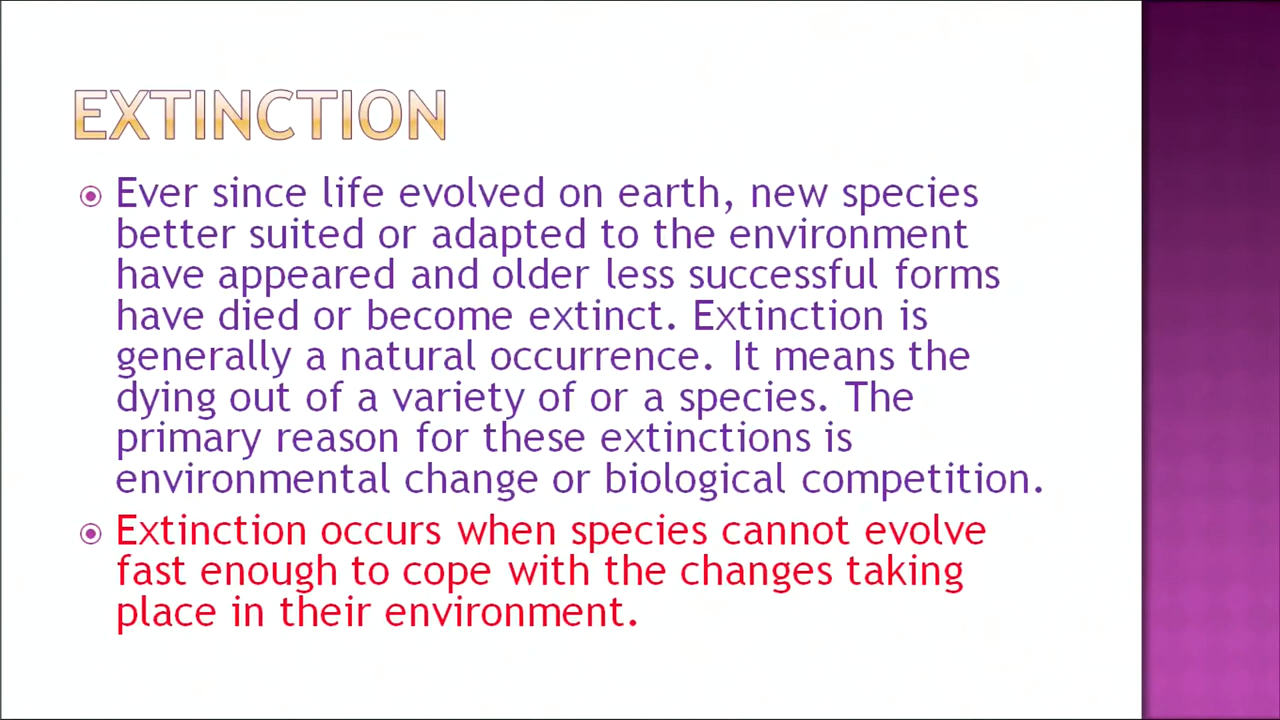 EXTINCTION
Ever since life evolved on earth, new species
better suited or adapted to the environment
have appeared and older less successful forms
have died or become extinct. Extinction is
generally a natural occurrence. It means the
dying out of a variety of or a species. The
primary reason for these extinctions is
environmental change or biological competition.
Extinction occurs when species cannot evolve
fast enough to cope with the changes taking
place in their environment.